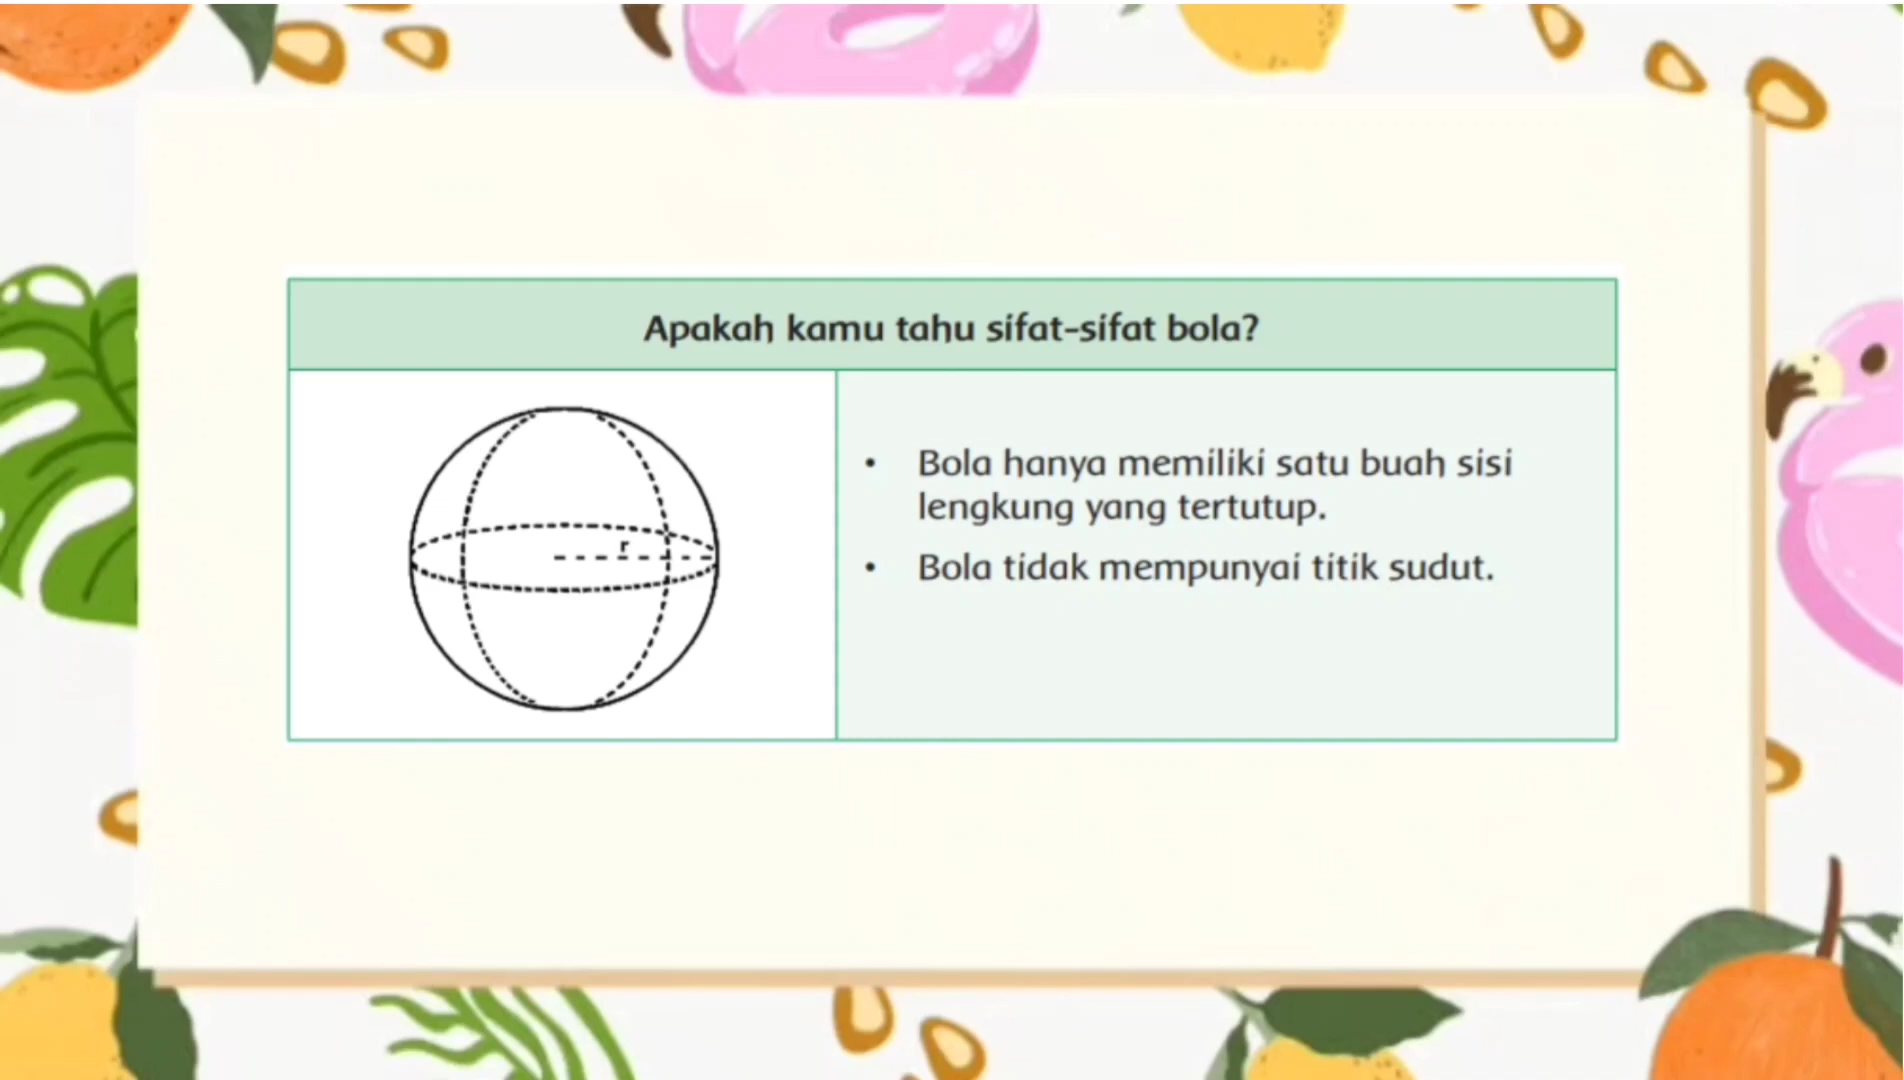 Apakah kamu tahu sifat-sifat bola?
r
• Bola hanya memiliki satu buah sisi
lengkung yang tertutup.
• Bola tidak mempunyai titik sudut.